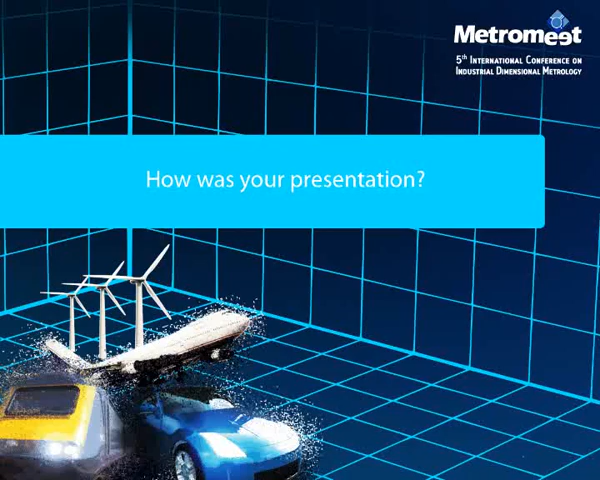 Metromeet
5th International Conference on
Industrial Dimensional Metrology
How was your presentation?